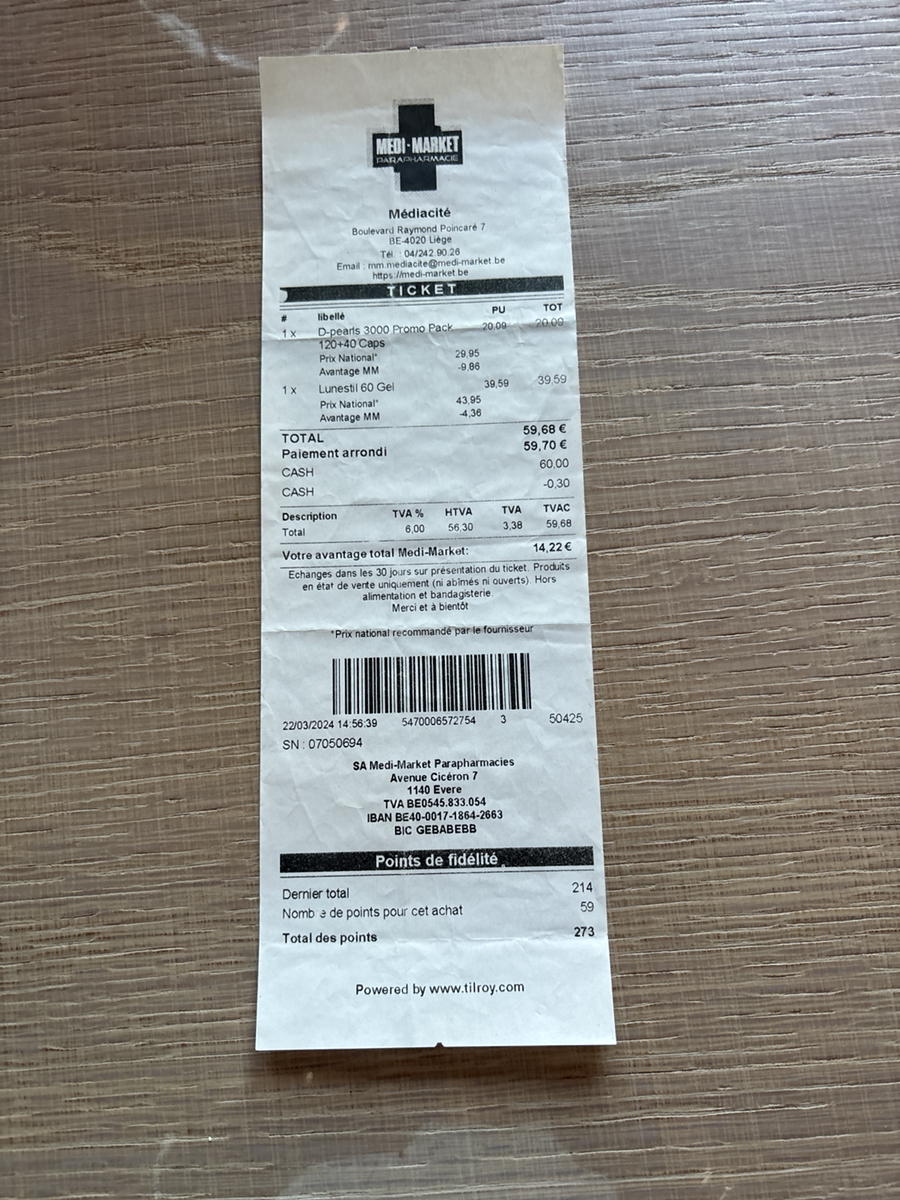 MEDI-MARKET
PARAPHARMACIE
Médiacité
Boulevard Raymond Poincaré 7
BE-4020 Liège
Tél. : 04/242.90.26
Email : mm.mediacite@medi-market.be
https://medi-market.be
TICKET
# libellé PU TOT
1 x D-pearls 3000 Promo Pack 20,09 20,09
120+40 Caps
Prix National* 29,95
Avantage MM -9,86
1 x Lunestil 60 Gel 39,59 39,59
Prix National* 43,95
Avantage MM -4,36
TOTAL 59,68 €
Paiement arrondi 59,70 €
CASH 60,00
CASH -0,30
Description TVA % HTVA TVA TVAC
Total 6,00 56,30 3,38 59,68
Votre avantage total Medi-Market: 14,22 €
Echanges dans les 30 jours sur présentation du ticket. Produits
en état de vente uniquement (ni abîmés ni ouverts). Hors
alimentation et bandagisterie.
Merci et à bientôt
*Prix national recommandé par le fournisseur
22/03/2024 14:56:39 5470006572754 3 50425
SN : 07050694
SA Medi-Market Parapharmacies
Avenue Cicéron 7
1140 Evere
TVA BE0545.833.054
IBAN BE40-0017-1864-2663
BIC GEBABEBB
Points de fidélité
Dernier total 214
Nombre de points pour cet achat 59
Total des points 273
Powered by www.tilroy.com